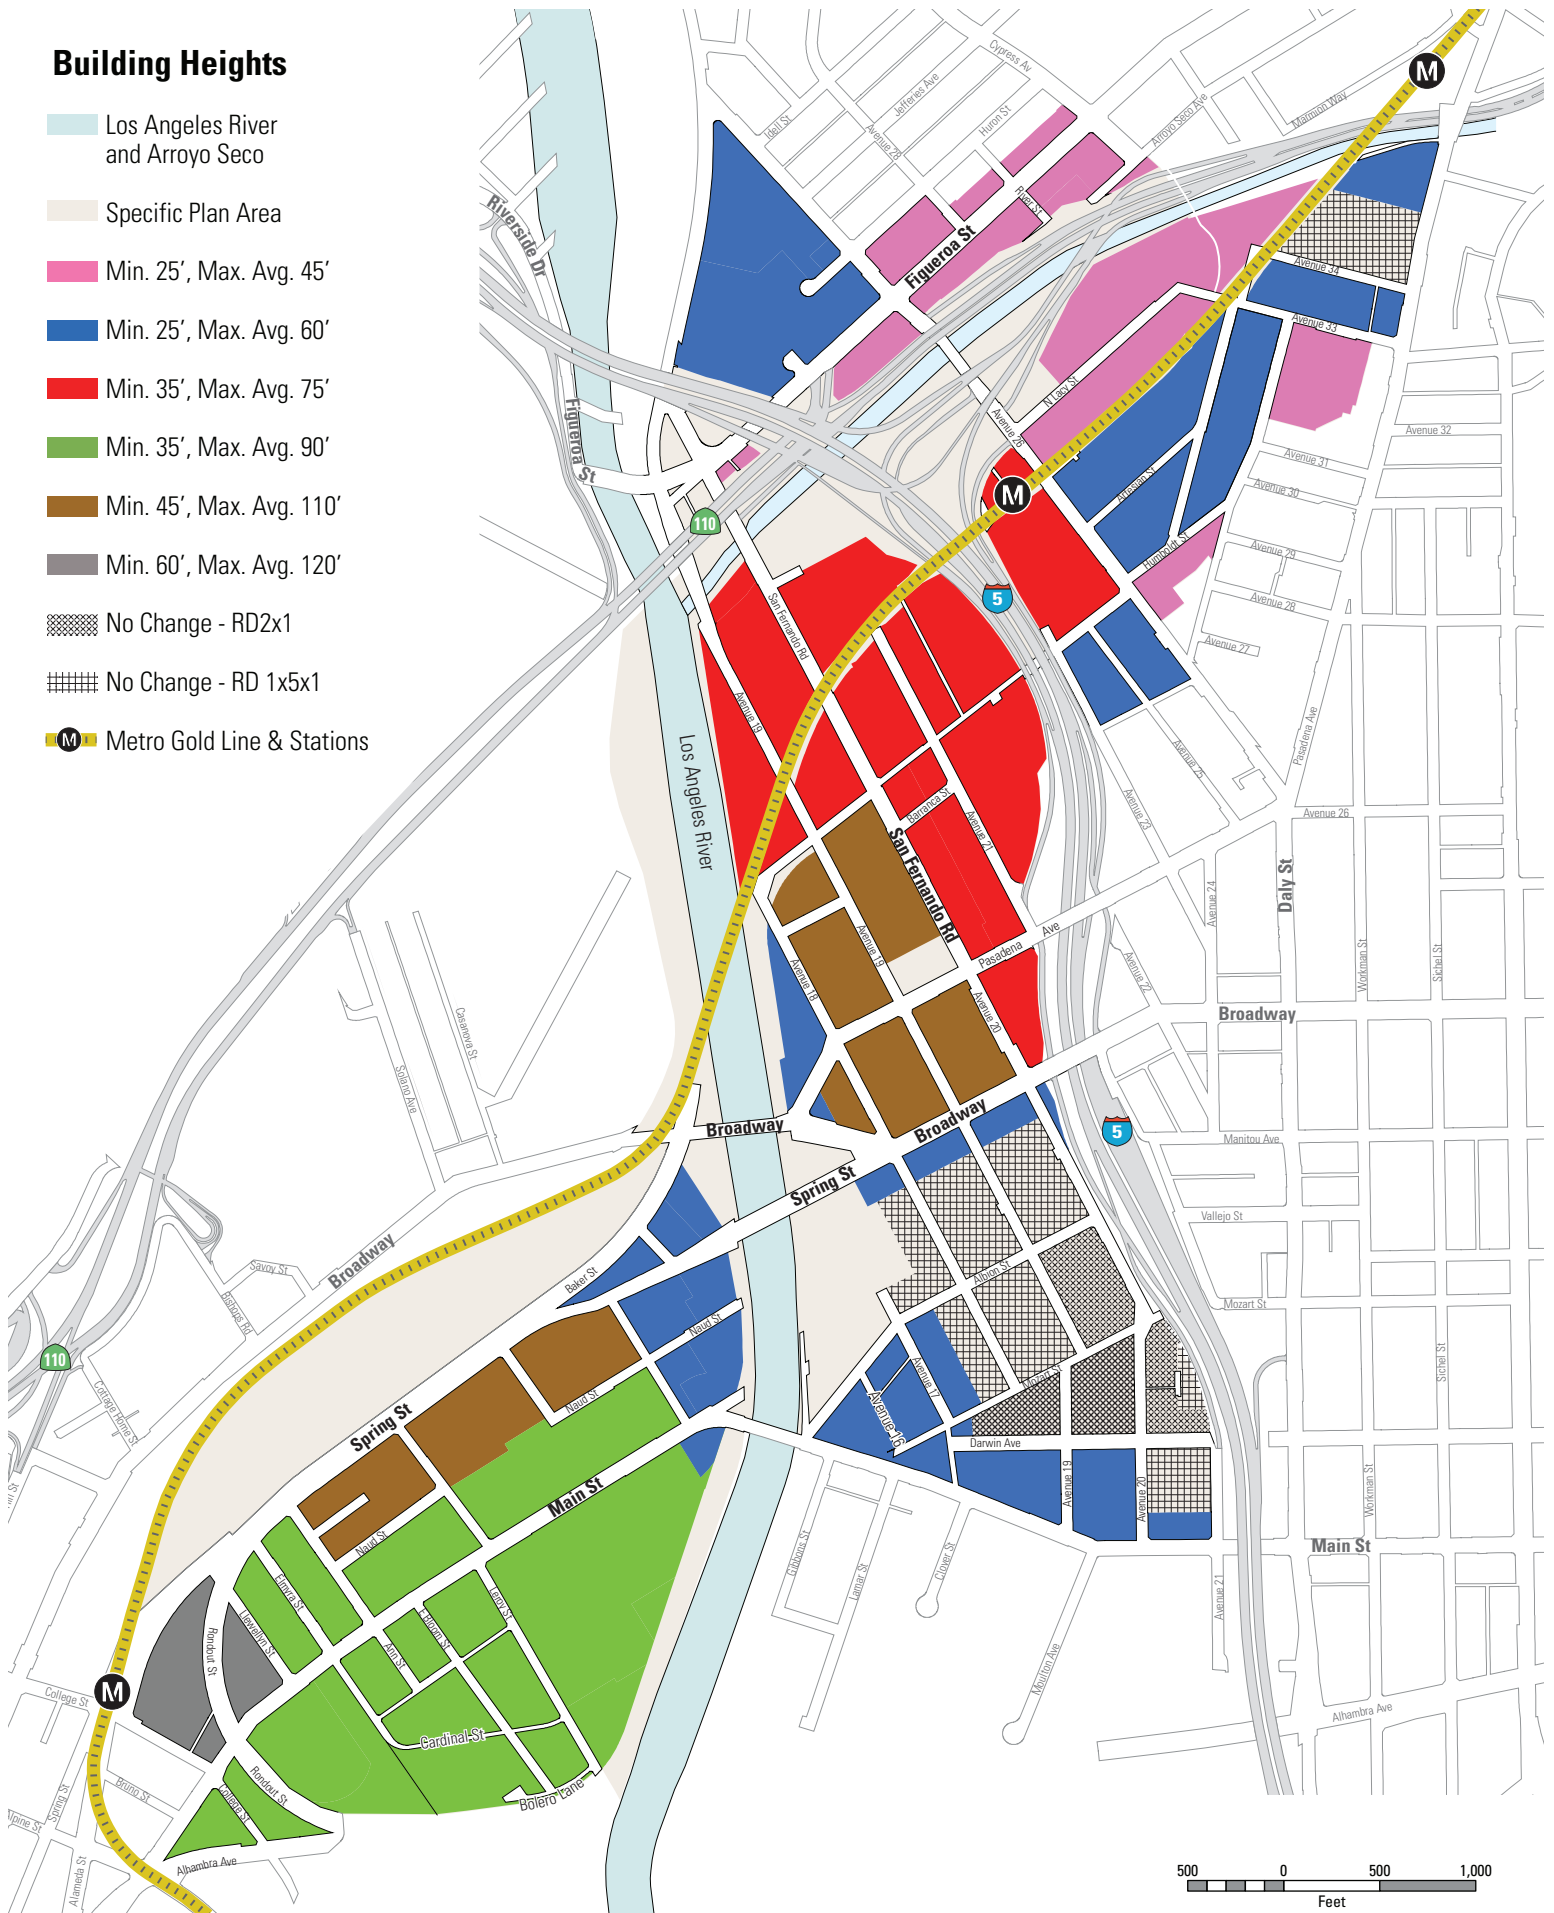 Building Heights
Los Angeles River
and Arroyo Seco
Specific Plan Area
Min. 25’, Max. Avg. 45’
Min. 25’, Max. Avg. 60’
Min. 35’, Max. Avg. 75’
Min. 35’, Max. Avg. 90’
Min. 45’, Max. Avg. 110’
Min. 60’, Max. Avg. 120’
No Change - RD2x1
No Change - RD 1x5x1
M
Metro Gold Line & Stations
Cypress Av
M
Jefferies Ave
Idell St
Avenue 28
Huron St
Arroyo Seco Ave
Marmion Way
Riverside Dr
River St
Figueroa St
Avenue 34
Avenue 33
N Lacy St
Avenue 26
Figueroa St
Avenue 32
Avenue 31
Avenue 30
Artesian St
M
110
Humboldt St
Avenue 29
Avenue 28
5
San Fernando Rd
Avenue 27
Avenue 19
Pasadena Ave
Los Angeles River
Avenue 25
Avenue 23
Avenue 26
Barranca St
Avenue 21
San Fernando Rd
Avenue 24
Daly St
Avenue 19
Pasadena
Ave
Avenue 18
Avenue 22
Workman St
Sichel St
Avenue 20
Broadway
Casanova St
Solano Ave
Broadway
Broadway
5
Manitou Ave
Spring St
Vallejo St
Broadway
Savoy St
Baker St
Albion St
Bishops Rd
Mozart St
Naud St
110
Mozart St
Sichel St
Cottage Home St
Naud St
Avenue 17
Avenue 16
Spring St
Darwin Ave
Main St
Avenue 19
Avenue 20
Workman St
Naud St
Main St
Gibbons St
Lamar St
Clover St
Elmyra St
Leroy St
Avenue 21
Llewellyn St
E Bloom St
Rondout St
Ann St
Moulton Ave
M
College St
Alhambra Ave
Cardinal St
Bruno St
Rondout St
College St
Bolero Lane
Spring St
Alpine St
Alhambra Ave
Alameda St
500
0
500
1,000
Feet